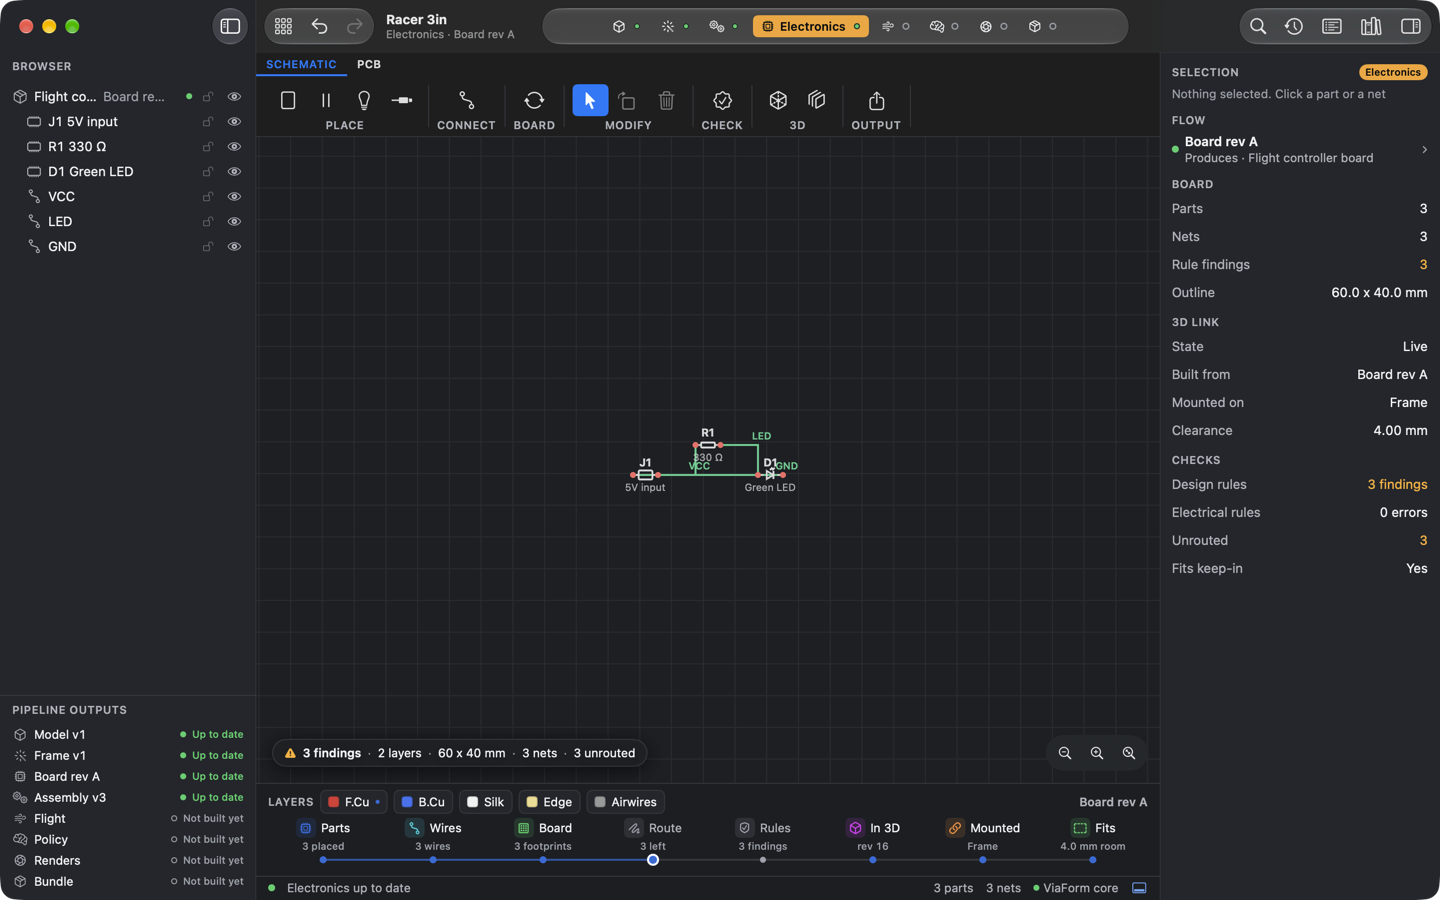 Racer 3in
Electronics · Board rev A
Electronics
BROWSER
Flight co... Board re...
J1 5V input
R1 330 Ω
D1 Green LED
VCC
LED
GND
PIPELINE OUTPUTS
Model v1 Up to date
Frame v1 Up to date
Board rev A Up to date
Assembly v3 Up to date
Flight Not built yet
Policy Not built yet
Renders Not built yet
Bundle Not built yet
SCHEMATIC PCB
PLACE CONNECT BOARD MODIFY CHECK 3D OUTPUT
R1
330 Ω
LED
J1
5V input
VCC
D1
GND
Green LED
3 findings · 2 layers · 60 x 40 mm · 3 nets · 3 unrouted
LAYERS F.Cu B.Cu Silk Edge Airwires Board rev A
Parts Wires Board Route Rules In 3D Mounted Fits
3 placed 3 wires 3 footprints 3 left 3 findings rev 16 Frame 4.0 mm room
Electronics up to date 3 parts 3 nets ViaForm core
SELECTION Electronics
Nothing selected. Click a part or a net
FLOW
Board rev A
Produces · Flight controller board
BOARD
Parts 3
Nets 3
Rule findings 3
Outline 60.0 x 40.0 mm
3D LINK
State Live
Built from Board rev A
Mounted on Frame
Clearance 4.00 mm
CHECKS
Design rules 3 findings
Electrical rules 0 errors
Unrouted 3
Fits keep-in Yes